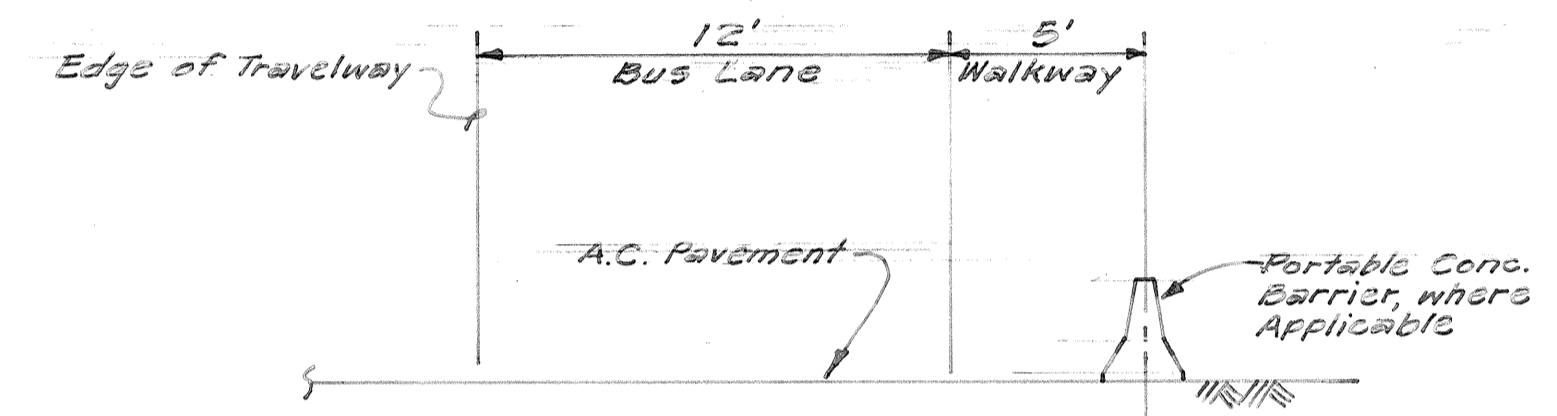 12' 5'
Edge of Travelway
Bus Lane Walkway
A.C. Pavement
Portable Conc.
Barrier, where
Applicable